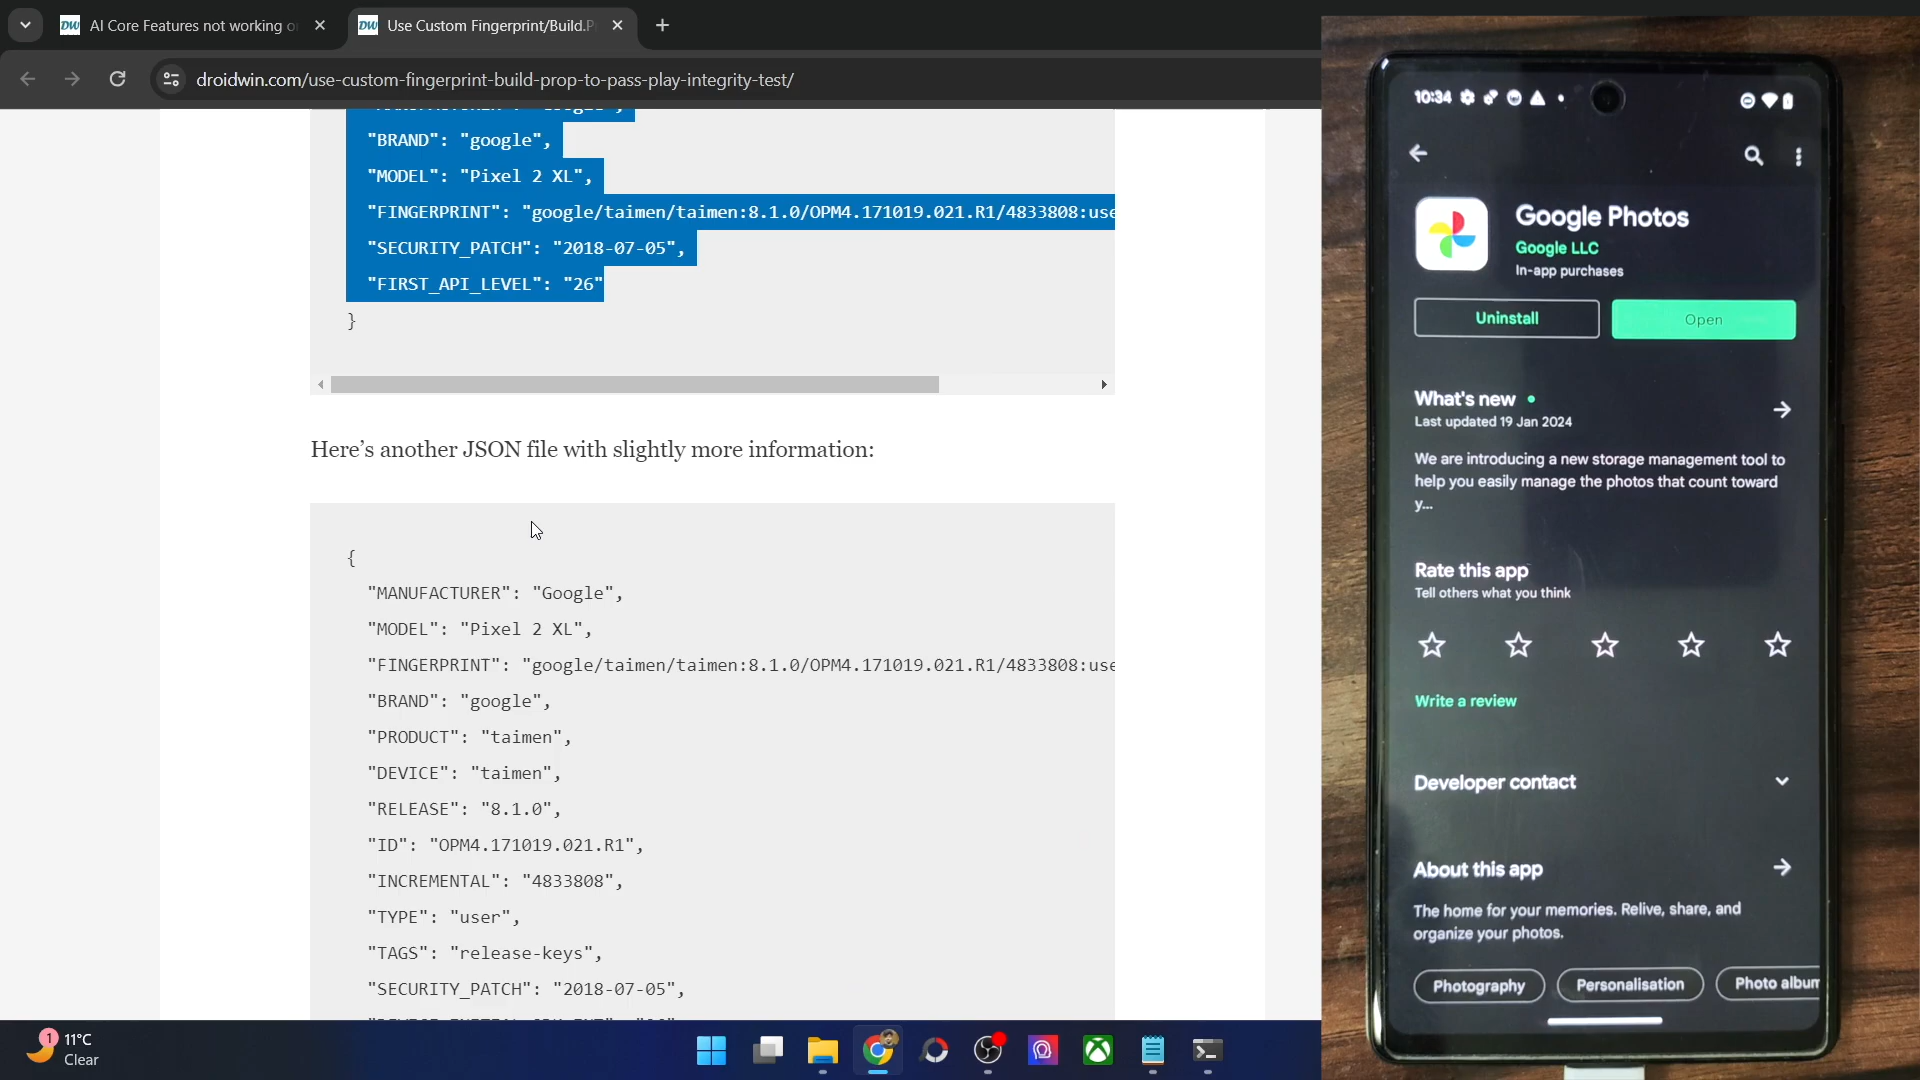 DW AI Core Features not working o
DW Use Custom Fingerprint/Build.P
droidwin.com/use-custom-fingerprint-build-prop-to-pass-play-integrity-test/
"BRAND": "google",
"MODEL": "Pixel 2 XL",
"FINGERPRINT": "google/taimen/taimen:8.1.0/OPM4.171019.021.R1/4833808:use
"SECURITY_PATCH": "2018-07-05",
"FIRST_API_LEVEL": "26"
}
Here’s another JSON file with slightly more information:
{
"MANUFACTURER": "Google",
"MODEL": "Pixel 2 XL",
"FINGERPRINT": "google/taimen/taimen:8.1.0/OPM4.171019.021.R1/4833808:use
"BRAND": "google",
"PRODUCT": "taimen",
"DEVICE": "taimen",
"RELEASE": "8.1.0",
"ID": "OPM4.171019.021.R1",
"INCREMENTAL": "4833808",
"TYPE": "user",
"TAGS": "release-keys",
"SECURITY_PATCH": "2018-07-05",
1
11°C
Clear
10:34
Google Photos
Google LLC
In-app purchases
Uninstall
Open
What's new
Last updated 19 Jan 2024
We are introducing a new storage management tool to
help you easily manage the photos that count toward
y...
Rate this app
Tell others what you think
Write a review
Developer contact
About this app
The home for your memories. Relive, share, and
organize your photos.
Photography
Personalisation
Photo album